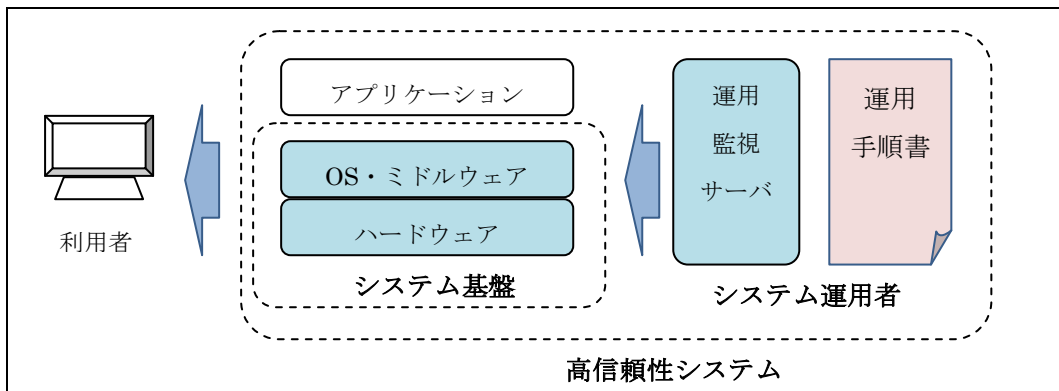 アプリケーション
OS・ミドルウェア
ハードウェア
システム基盤
利用者
運用
監視
サーバ
運用
手順書
システム運用者
高信頼性システム